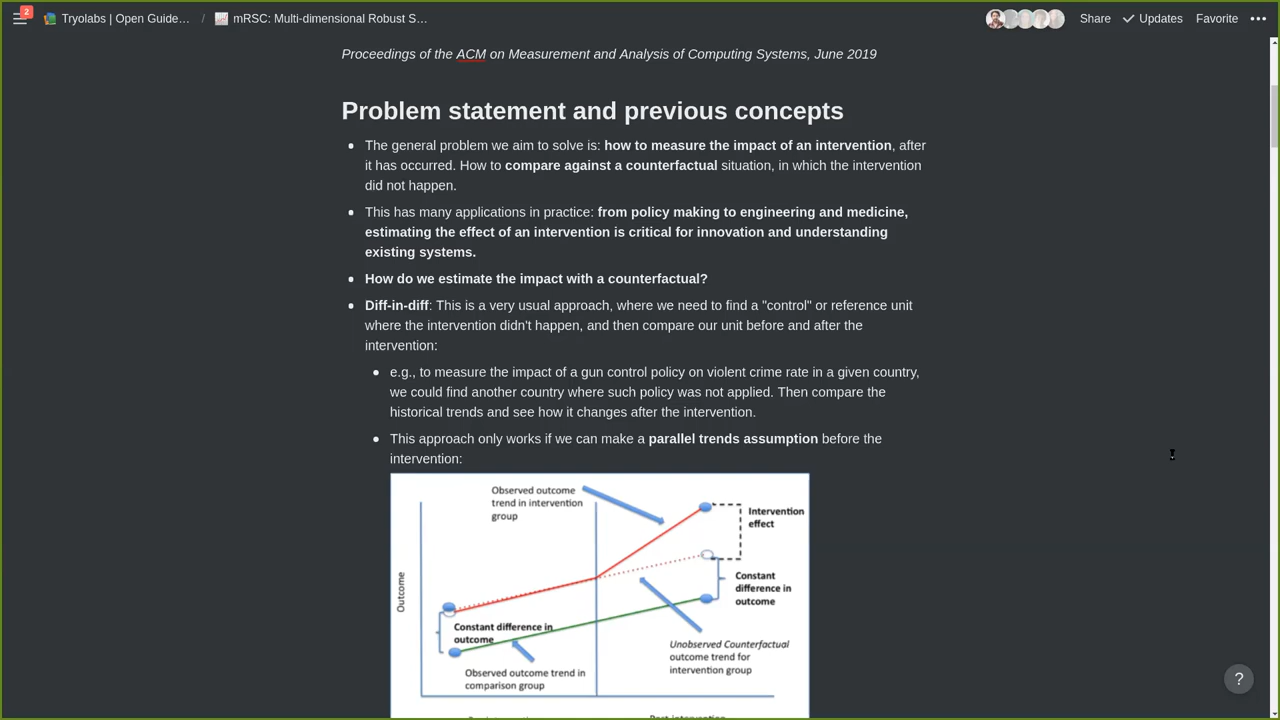 2
Tryolabs | Open Guide… / mRSC: Multi-dimensional Robust S… Share Updates Favorite
Proceedings of the ACM on Measurement and Analysis of Computing Systems, June 2019
Problem statement and previous concepts
• The general problem we aim to solve is: how to measure the impact of an intervention, after
it has occurred. How to compare against a counterfactual situation, in which the intervention
did not happen.
• This has many applications in practice: from policy making to engineering and medicine,
estimating the effect of an intervention is critical for innovation and understanding
existing systems.
• How do we estimate the impact with a counterfactual?
• Diff-in-diff: This is a very usual approach, where we need to find a "control" or reference unit
where the intervention didn't happen, and then compare our unit before and after the
intervention:
• e.g., to measure the impact of a gun control policy on violent crime rate in a given country,
we could find another country where such policy was not applied. Then compare the
historical trends and see how it changes after the intervention.
• This approach only works if we can make a parallel trends assumption before the
intervention:
Observed outcome
trend in intervention
group
Intervention
effect
Outcome
Constant
difference in
outcome
Constant difference in
outcome
Unobserved Counterfactual
outcome trend for
intervention group
Observed outcome trend in
comparison group
?